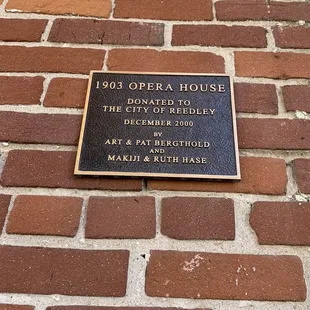 1903 OPERA HOUSE
DONATED TO
THE CITY OF REEDLEY
DECEMBER 2000
BY
ART & PAT BERGTHOLD
AND
MAKIJI & RUTH HASE